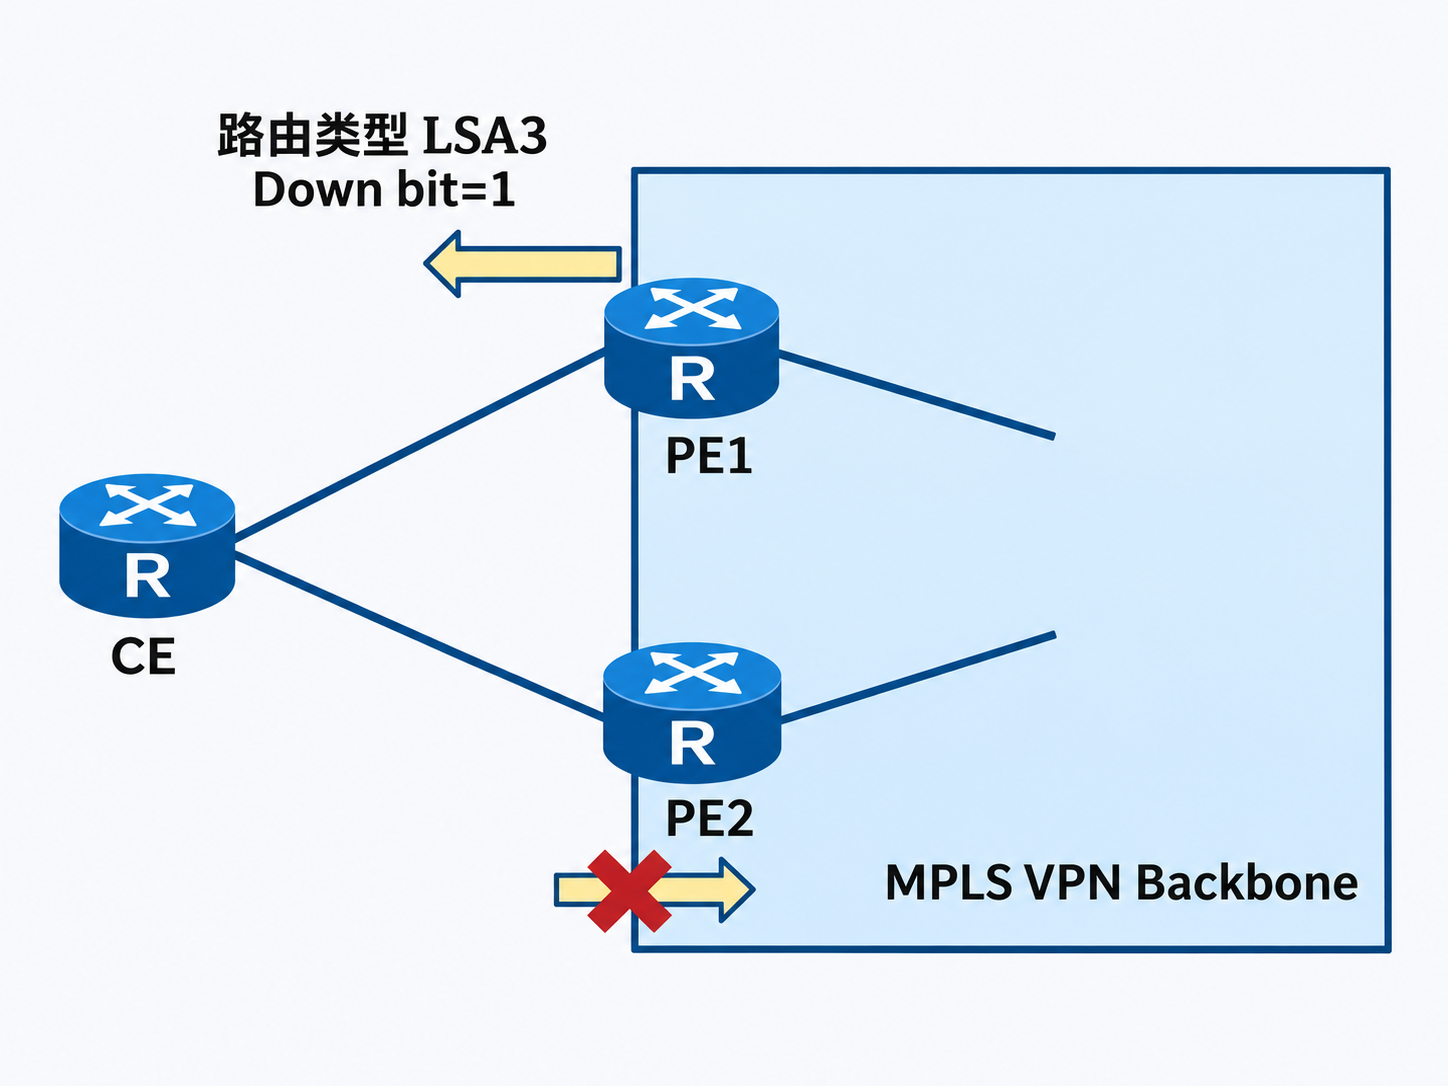 路由类型 LSA3
Down bit=1
R
PE1
R
CE
R
PE2
MPLS VPN Backbone